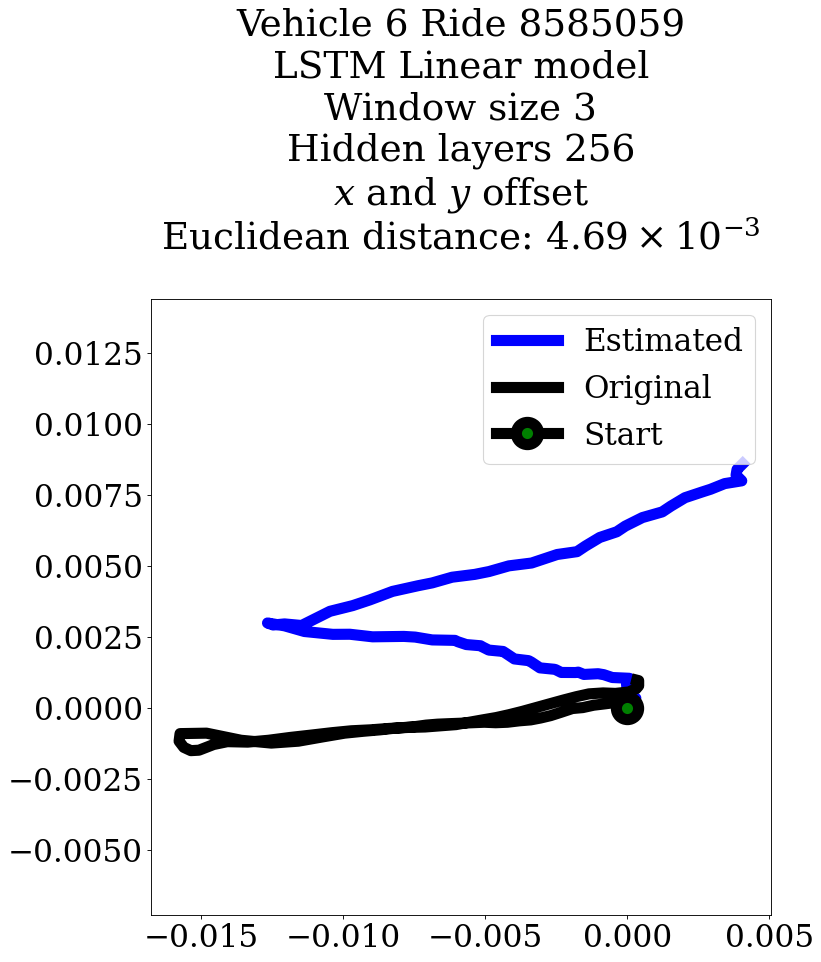 Vehicle 6 Ride 8585059
LSTM Linear model
Window size 3
Hidden layers 256
x and y offset
Euclidean distance: 4.69 × 10⁻³
Estimated
Original
Start
0.0125
0.0100
0.0075
0.0050
0.0025
0.0000
−0.0025
−0.0050
−0.015 −0.010 −0.005 0.000 0.005